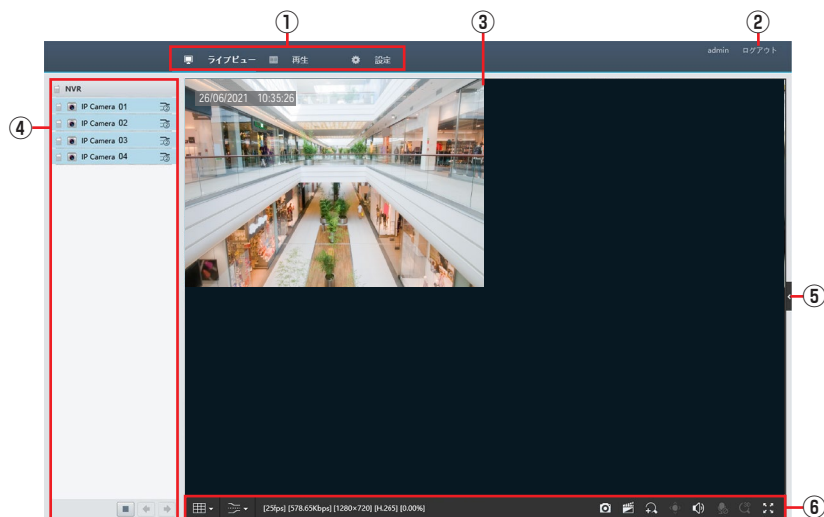 ① ② ③
admin ログアウト
ライブビュー 再生 設定
NVR
26/06/2021 10:35:26
IP Camera 01
④ IP Camera 02
IP Camera 03
IP Camera 04
⑤
[25fps] [578.65Kbps] [1280×720] [H.265] [0.00%]
⑥